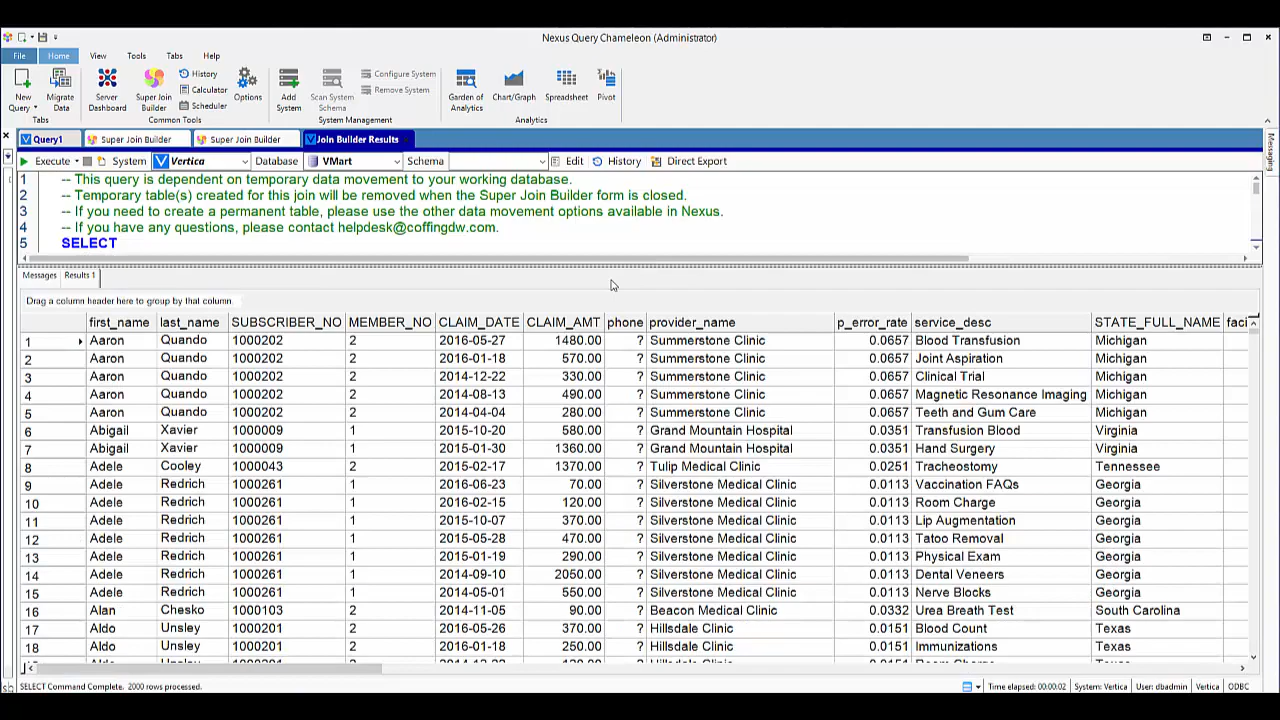 Nexus Query Chameleon (Administrator)
File Home View Tools Tabs Help
New Query Migrate Data Server Dashboard Super Join Builder History Calculator Scheduler Options Add System Scan System Schema Configure System Remove System Garden of Analytics Chart/Graph Spreadsheet Pivot
Tabs Common Tools System Management Analytics
Query1 Super Join Builder Super Join Builder Join Builder Results
Messaging
Execute System Vertica Database VMart Schema Edit History Direct Export
1 -- This query is dependent on temporary data movement to your working database.
2 -- Temporary table(s) created for this join will be removed when the Super Join Builder form is closed.
3 -- If you need to create a permanent table, please use the other data movement options available in Nexus.
4 -- If you have any questions, please contact helpdesk@coffingdw.com.
5 SELECT
Messages Results 1
Drag a column header here to group by that column.
first_name last_name SUBSCRIBER_NO MEMBER_NO CLAIM_DATE CLAIM_AMT phone provider_name p_error_rate service_desc STATE_FULL_NAME faci
1 Aaron Quando 1000202 2 2016-05-27 1480.00 ? Summerstone Clinic 0.0657 Blood Transfusion Michigan
2 Aaron Quando 1000202 2 2016-01-18 570.00 ? Summerstone Clinic 0.0657 Joint Aspiration Michigan
3 Aaron Quando 1000202 2 2014-12-22 330.00 ? Summerstone Clinic 0.0657 Clinical Trial Michigan
4 Aaron Quando 1000202 2 2014-08-13 490.00 ? Summerstone Clinic 0.0657 Magnetic Resonance Imaging Michigan
5 Aaron Quando 1000202 2 2014-04-04 280.00 ? Summerstone Clinic 0.0657 Teeth and Gum Care Michigan
6 Abigail Xavier 1000009 1 2015-10-20 580.00 ? Grand Mountain Hospital 0.0351 Transfusion Blood Virginia
7 Abigail Xavier 1000009 1 2015-01-30 1360.00 ? Grand Mountain Hospital 0.0351 Hand Surgery Virginia
8 Adele Cooley 1000043 2 2015-02-17 1370.00 ? Tulip Medical Clinic 0.0251 Tracheostomy Tennessee
9 Adele Redrich 1000261 1 2016-06-23 70.00 ? Silverstone Medical Clinic 0.0113 Vaccination FAQs Georgia
10 Adele Redrich 1000261 1 2016-02-15 120.00 ? Silverstone Medical Clinic 0.0113 Room Charge Georgia
11 Adele Redrich 1000261 1 2015-10-07 370.00 ? Silverstone Medical Clinic 0.0113 Lip Augmentation Georgia
12 Adele Redrich 1000261 1 2015-05-28 470.00 ? Silverstone Medical Clinic 0.0113 Tatoo Removal Georgia
13 Adele Redrich 1000261 1 2015-01-19 290.00 ? Silverstone Medical Clinic 0.0113 Physical Exam Georgia
14 Adele Redrich 1000261 1 2014-09-10 2050.00 ? Silverstone Medical Clinic 0.0113 Dental Veneers Georgia
15 Adele Redrich 1000261 1 2014-05-01 550.00 ? Silverstone Medical Clinic 0.0113 Nerve Blocks Georgia
16 Alan Chesko 1000103 2 2014-11-05 90.00 ? Beacon Medical Clinic 0.0332 Urea Breath Test South Carolina
17 Aldo Unsley 1000201 2 2016-05-26 370.00 ? Hillsdale Clinic 0.0151 Blood Count Texas
18 Aldo Unsley 1000201 2 2016-01-18 250.00 ? Hillsdale Clinic 0.0151 Immunizations Texas
SELECT Command Complete. 2000 rows processed. Time elapsed: 00:00:02 System: Vertica User: dbadmin Vertica ODBC